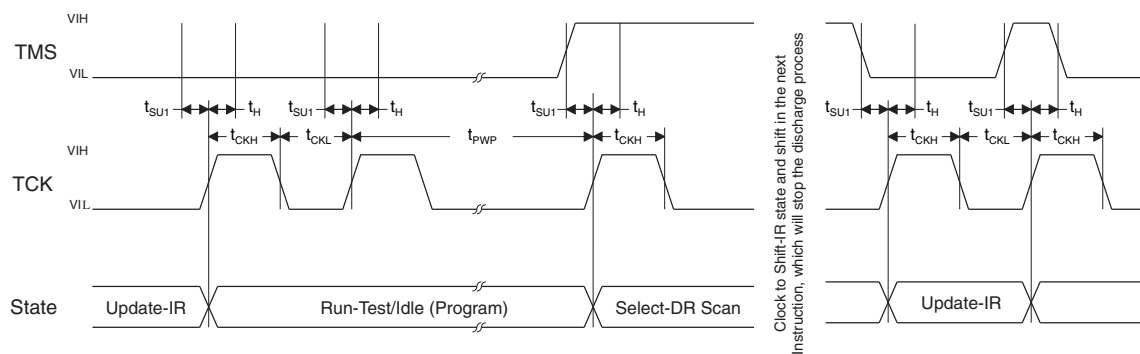 VIH
TMS
VIL
tSU1 tH tSU1 tH tSU1 tH tSU1 tH tSU1 tH
tCKH tCKL tPWP tCKH tCKH tCKL tCKH
VIH
TCK
VIL
State Update-IR Run-Test/Idle (Program) Select-DR Scan Update-IR
Clock to Shift-IR state and shift in the next
Instruction, which will stop the discharge process